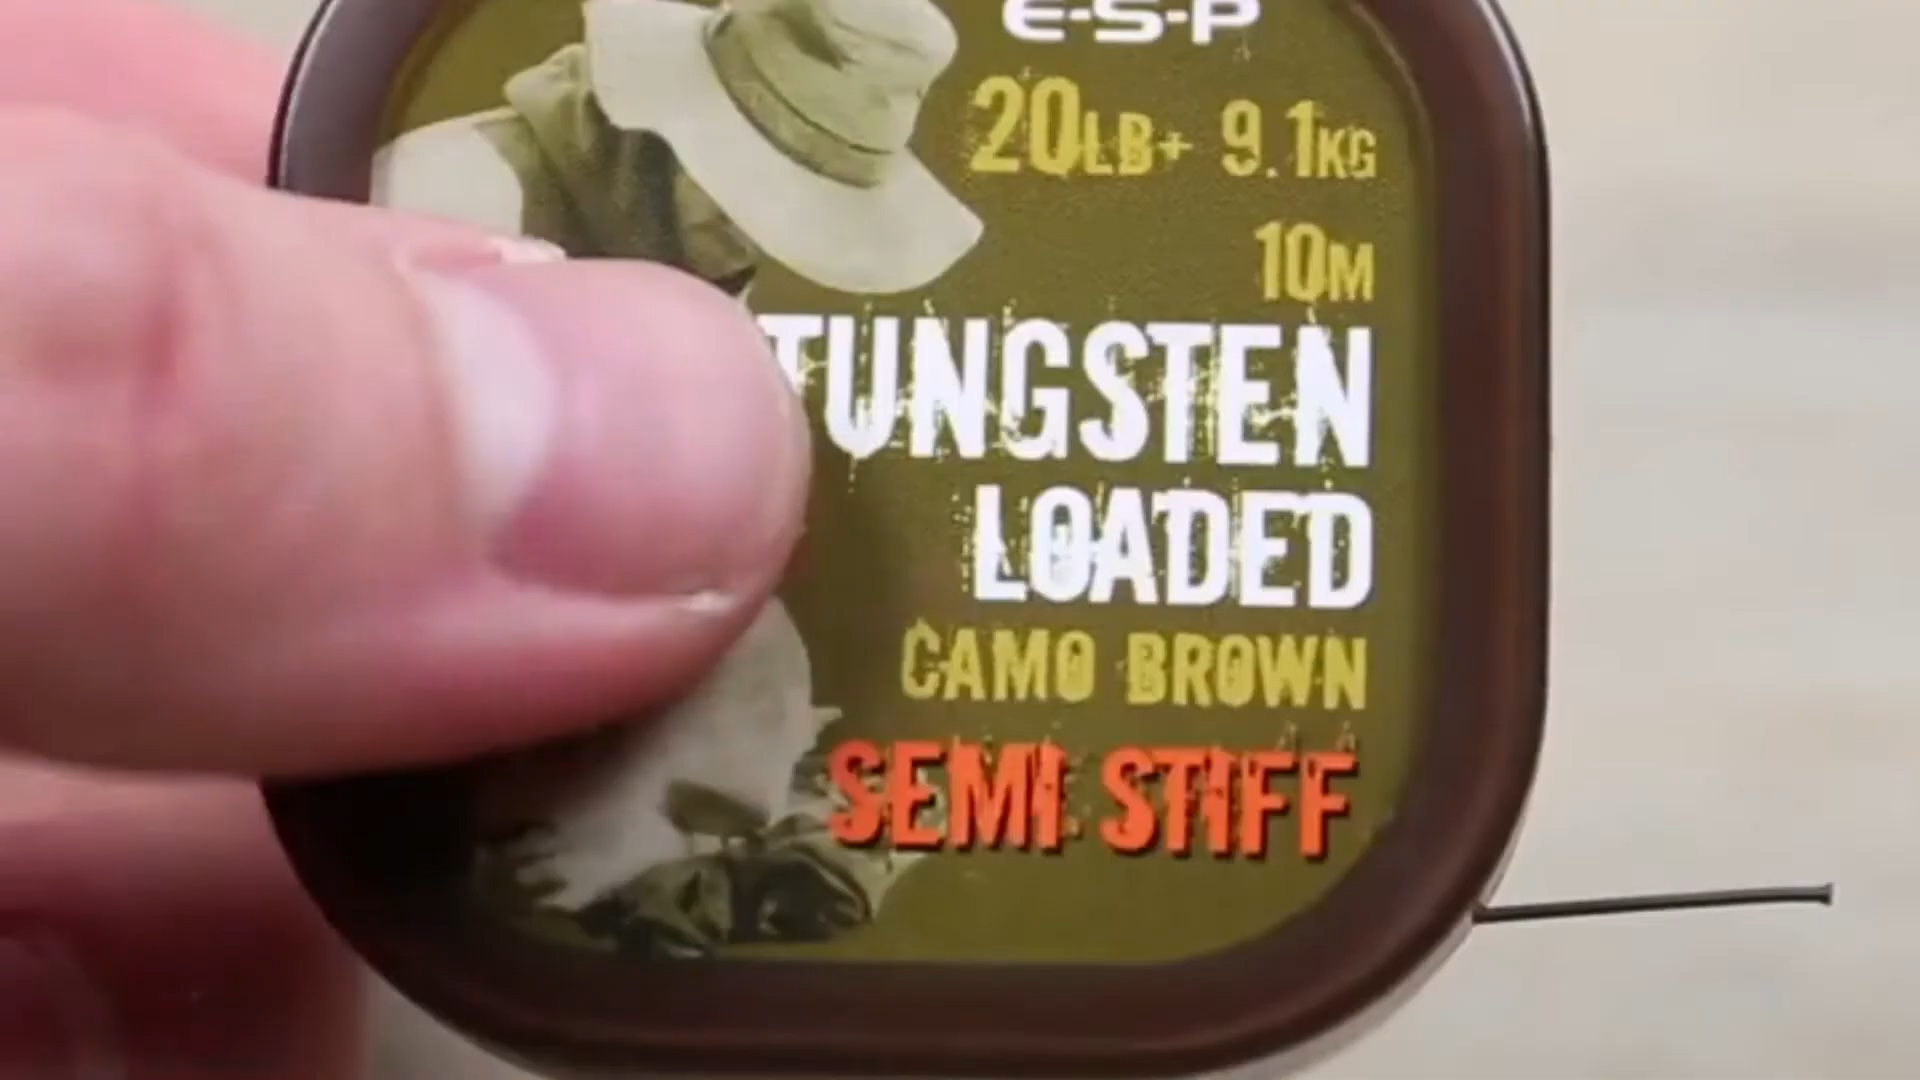 E-S-P
20LB+ 9.1KG
10M
TUNGSTEN
LOADED
CAMO BROWN
SEMI STIFF